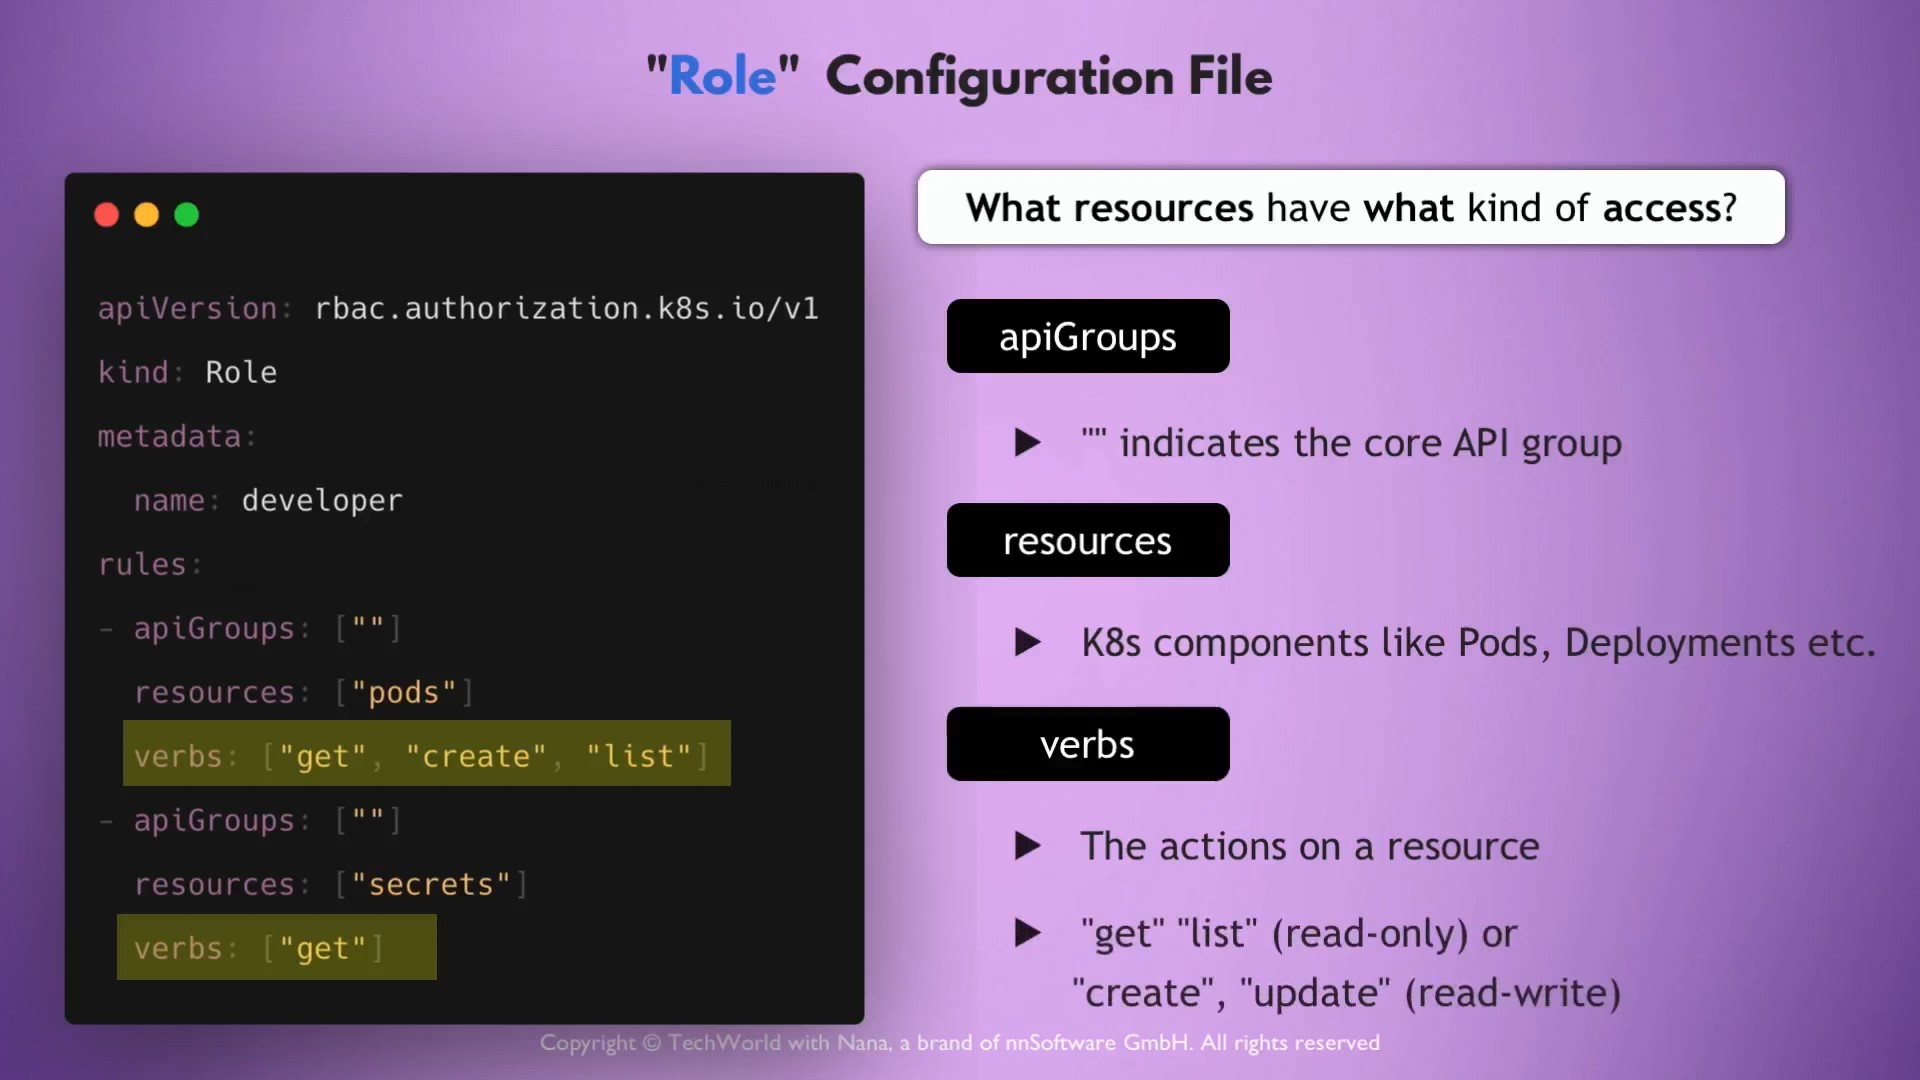 "Role" Configuration File
apiVersion: rbac.authorization.k8s.io/v1
kind: Role
metadata:
  name: developer
rules:
- apiGroups: [""]
  resources: ["pods"]
  verbs: ["get", "create", "list"]
- apiGroups: [""]
  resources: ["secrets"]
  verbs: ["get"]
What resources have what kind of access?
apiGroups
▶ "" indicates the core API group
resources
▶ K8s components like Pods, Deployments etc.
verbs
▶ The actions on a resource
▶ "get" "list" (read-only) or
"create", "update" (read-write)
Copyright © TechWorld with Nana, a brand of nnSoftware GmbH. All rights reserved